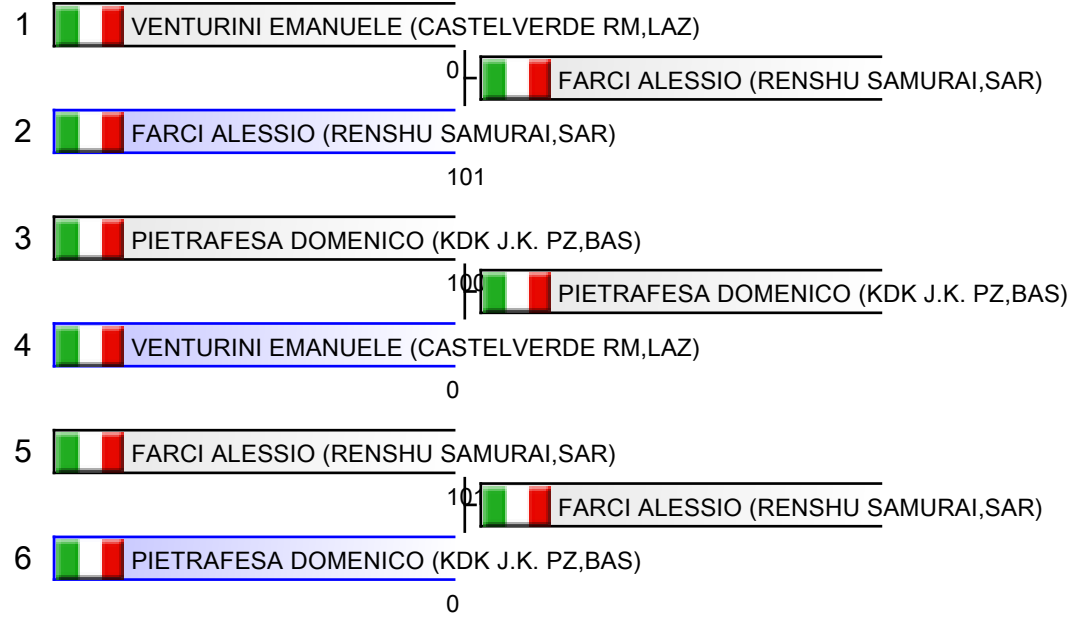 1 VENTURINI EMANUELE (CASTELVERDE RM,LAZ)
0
FARCI ALESSIO (RENSHU SAMURAI,SAR)
2 FARCI ALESSIO (RENSHU SAMURAI,SAR)
101
3 PIETRAFESA DOMENICO (KDK J.K. PZ,BAS)
100
PIETRAFESA DOMENICO (KDK J.K. PZ,BAS)
4 VENTURINI EMANUELE (CASTELVERDE RM,LAZ)
0
5 FARCI ALESSIO (RENSHU SAMURAI,SAR)
FARCI ALESSIO (RENSHU SAMURAI,SAR)
6 PIETRAFESA DOMENICO (KDK J.K. PZ,BAS)
0